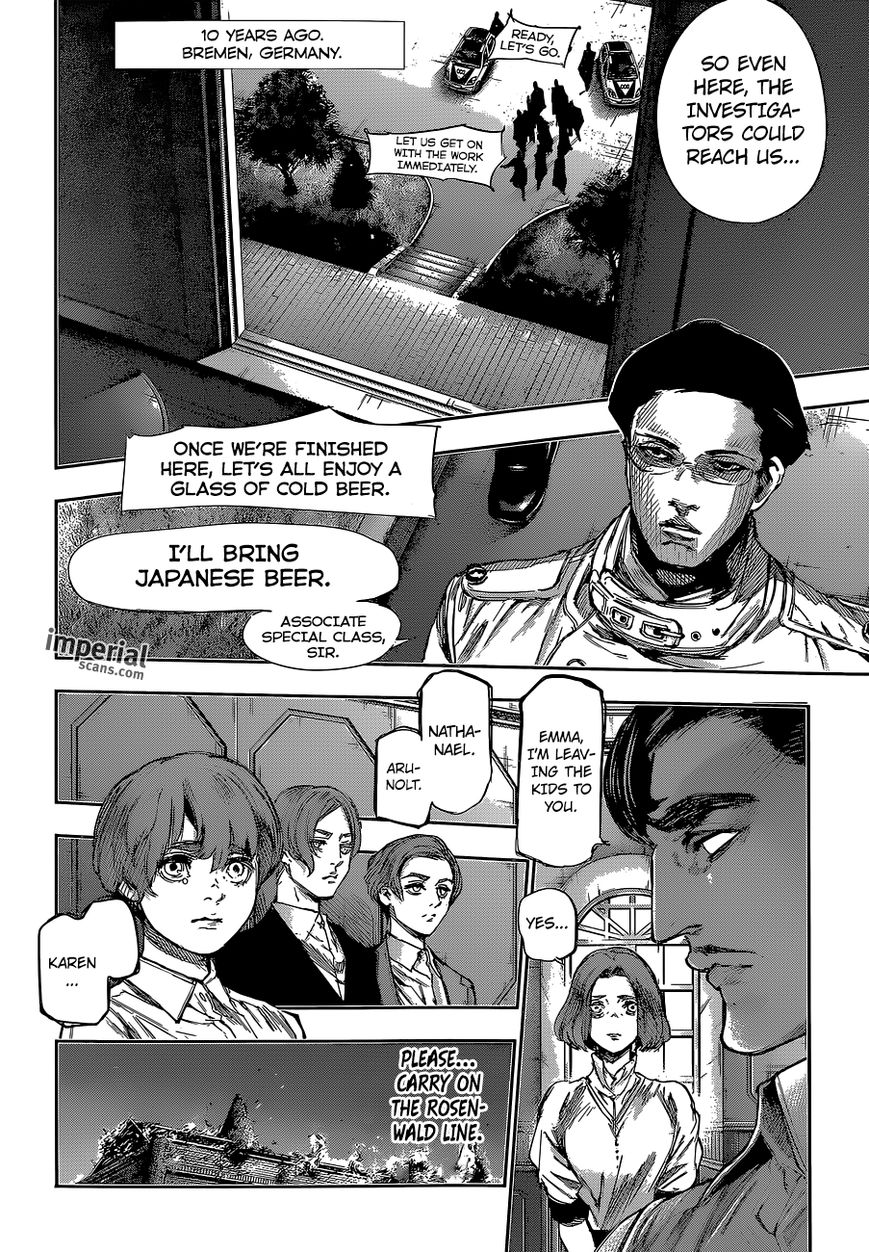 10 YEARS AGO.
BREMEN, GERMANY.
READY,
LET'S GO.
SO EVEN
HERE, THE
INVESTIGA-
TORS COULD
REACH US...
LET US GET ON
WITH THE WORK
IMMEDIATELY.
ONCE WE'RE FINISHED
HERE, LET'S ALL ENJOY A
GLASS OF COLD BEER.
I'LL BRING
JAPANESE BEER.
ASSOCIATE
SPECIAL CLASS,
SIR.
imperial
scans.com
EMMA,
I'M LEAV-
ING THE
KIDS TO
YOU.
NATHA-
NAEL.
ARU-
NOLT.
YES...
KAREN
...
PLEASE...
CARRY ON
THE ROSEN-
WALD LINE.